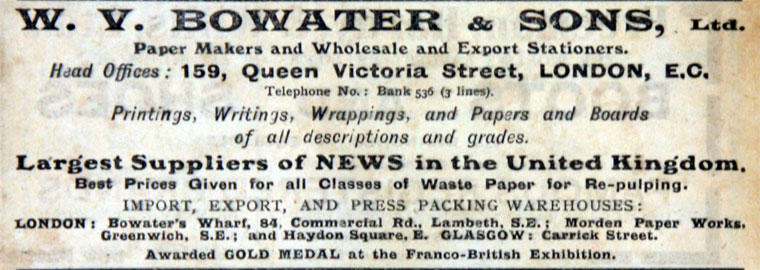 W. V. BOWATER & SONS, Ltd.
Paper Makers and Wholesale and Export Stationers.
Head Offices: 159, Queen Victoria Street, LONDON, E.C.
Telephone No.: Bank 536 (3 lines).
Printings, Writings, Wrappings, and Papers and Boards
of all descriptions and grades.
Largest Suppliers of NEWS in the United Kingdom.
Best Prices Given for all Classes of Waste Paper for Re-pulping.
IMPORT, EXPORT, AND PRESS PACKING WAREHOUSES:
LONDON: Bowater's Wharf, 84, Commercial Rd., Lambeth, S.E.; Morden Paper Works,
Greenwich, S.E.; and Haydon Square, E. GLASGOW: Carrick Street.
Awarded GOLD MEDAL at the Franco-British Exhibition.